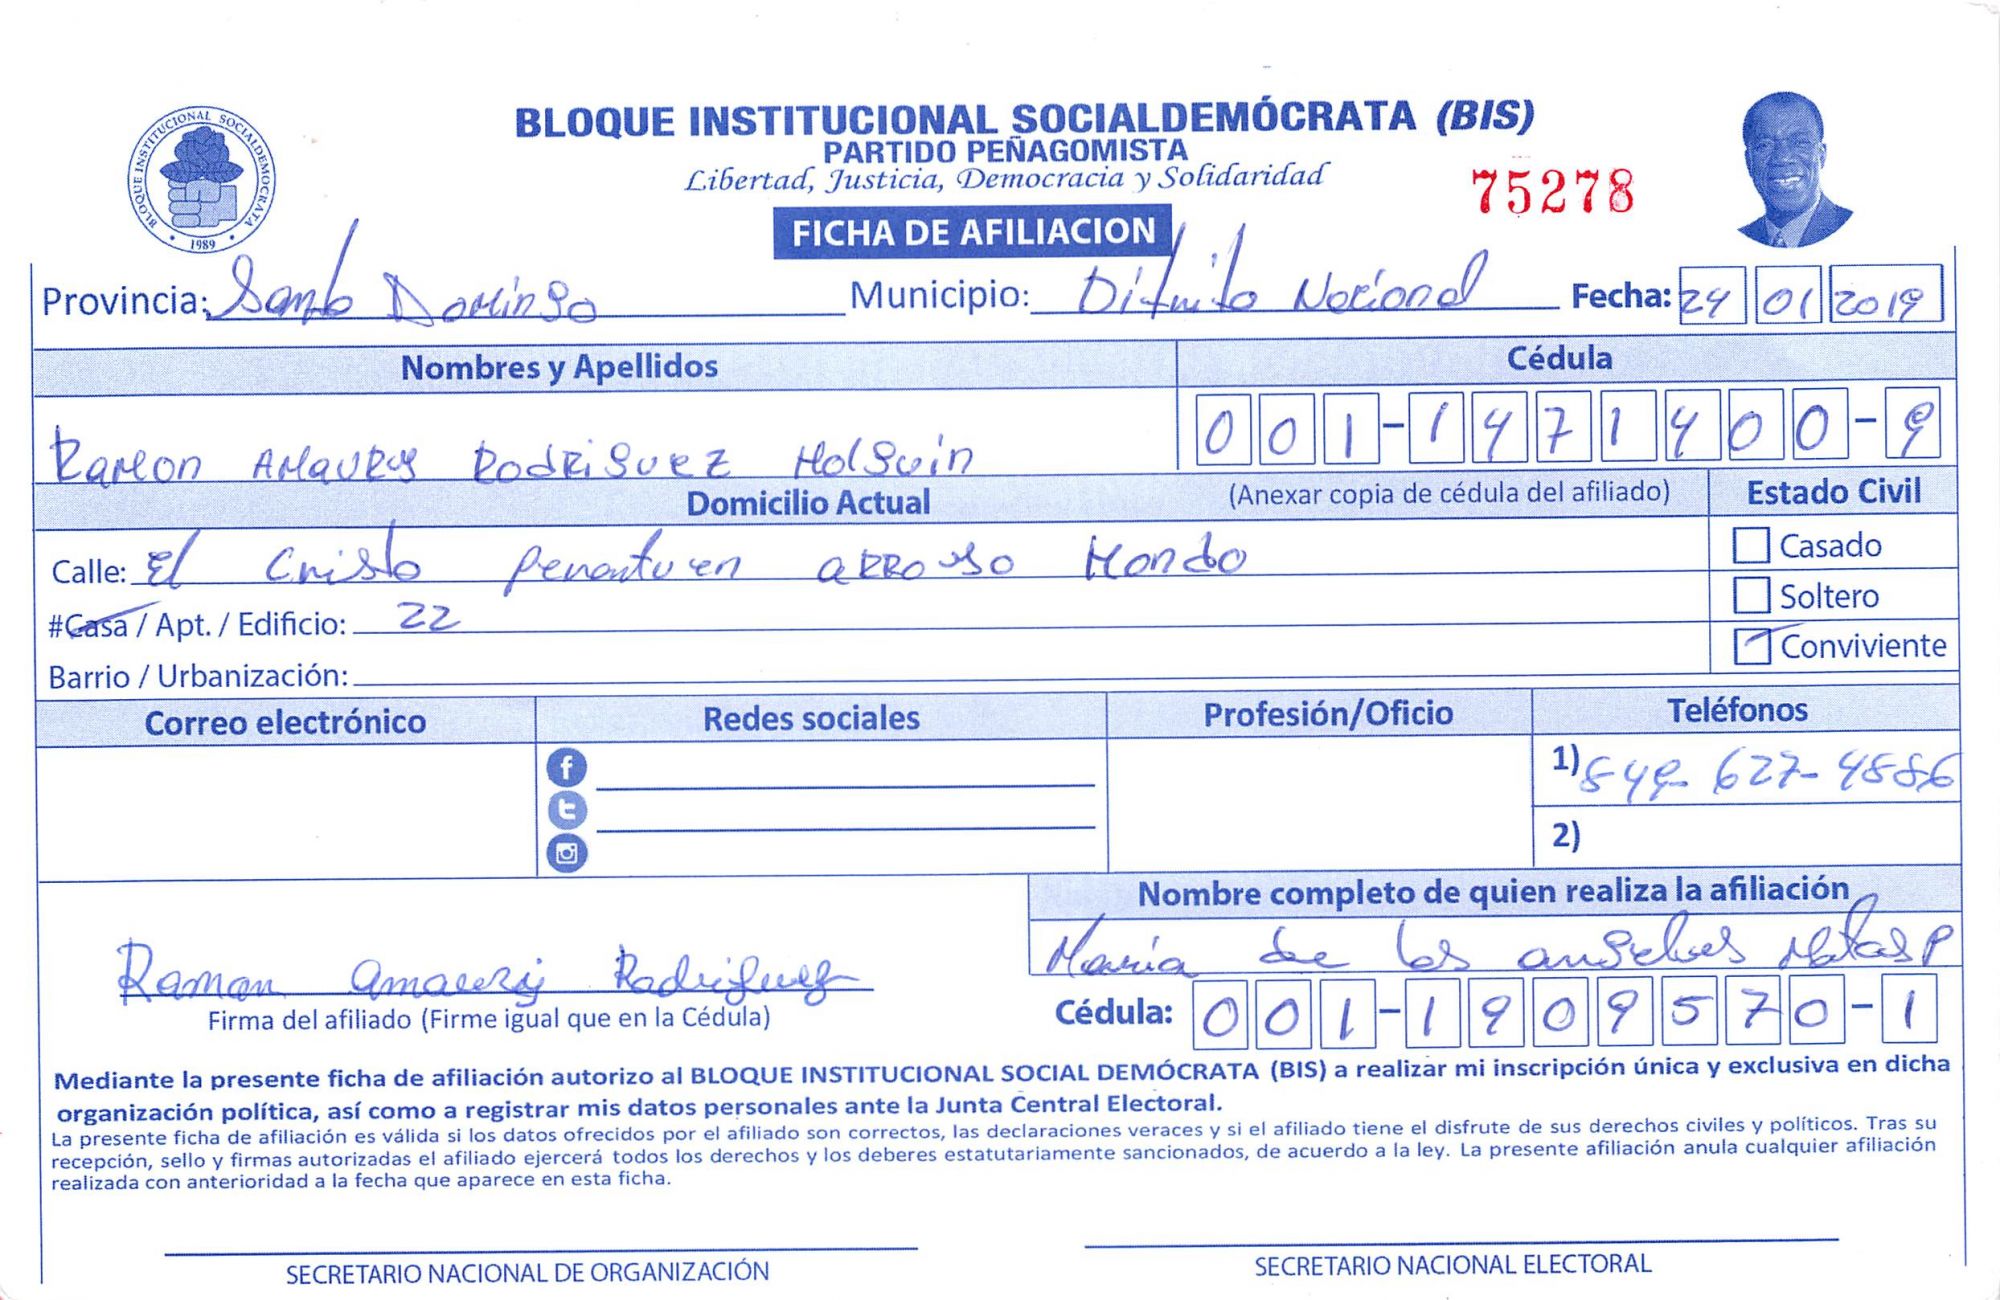 BLOQUE INSTITUCIONAL SOCIALDEMÓCRATA (BIS)
PARTIDO PEÑAGOMISTA
Libertad, Justicia, Democracia y Solidaridad
75278
BLOQUE INSTITUCIONAL SOCIALDEMOCRATA
1989
FICHA DE AFILIACION
Provincia: Santo Domingo Municipio: Ditrito Nacional Fecha: 24 01 2019
Nombres y Apellidos Cédula
Ramon Amaurys Rodriguez Holguin 001-1471400-9
Domicilio Actual (Anexar copia de cédula del afiliado) Estado Civil
Calle: El Cristo arroyo Hondo Casado
#Casa / Apt. / Edificio: 22 Soltero
Barrio / Urbanización: Conviviente
Correo electrónico Redes sociales Profesión/Oficio Teléfonos
1) 849-627-4886
2)
Nombre completo de quien realiza la afiliación
Maria de los angeles Matas P
Ramon Amaury Rodriguez
Firma del afiliado (Firme igual que en la Cédula) Cédula: 001-1909570-1
Mediante la presente ficha de afiliación autorizo al BLOQUE INSTITUCIONAL SOCIAL DEMÓCRATA (BIS) a realizar mi inscripción única y exclusiva en dicha
organización política, así como a registrar mis datos personales ante la Junta Central Electoral.
La presente ficha de afiliación es válida si los datos ofrecidos por el afiliado son correctos, las declaraciones veraces y si el afiliado tiene el disfrute de sus derechos civiles y políticos. Tras su
recepción, sello y firmas autorizadas el afiliado ejercerá todos los derechos y los deberes estatutariamente sancionados, de acuerdo a la ley. La presente afiliación anula cualquier afiliación
realizada con anterioridad a la fecha que aparece en esta ficha.
SECRETARIO NACIONAL DE ORGANIZACIÓN SECRETARIO NACIONAL ELECTORAL